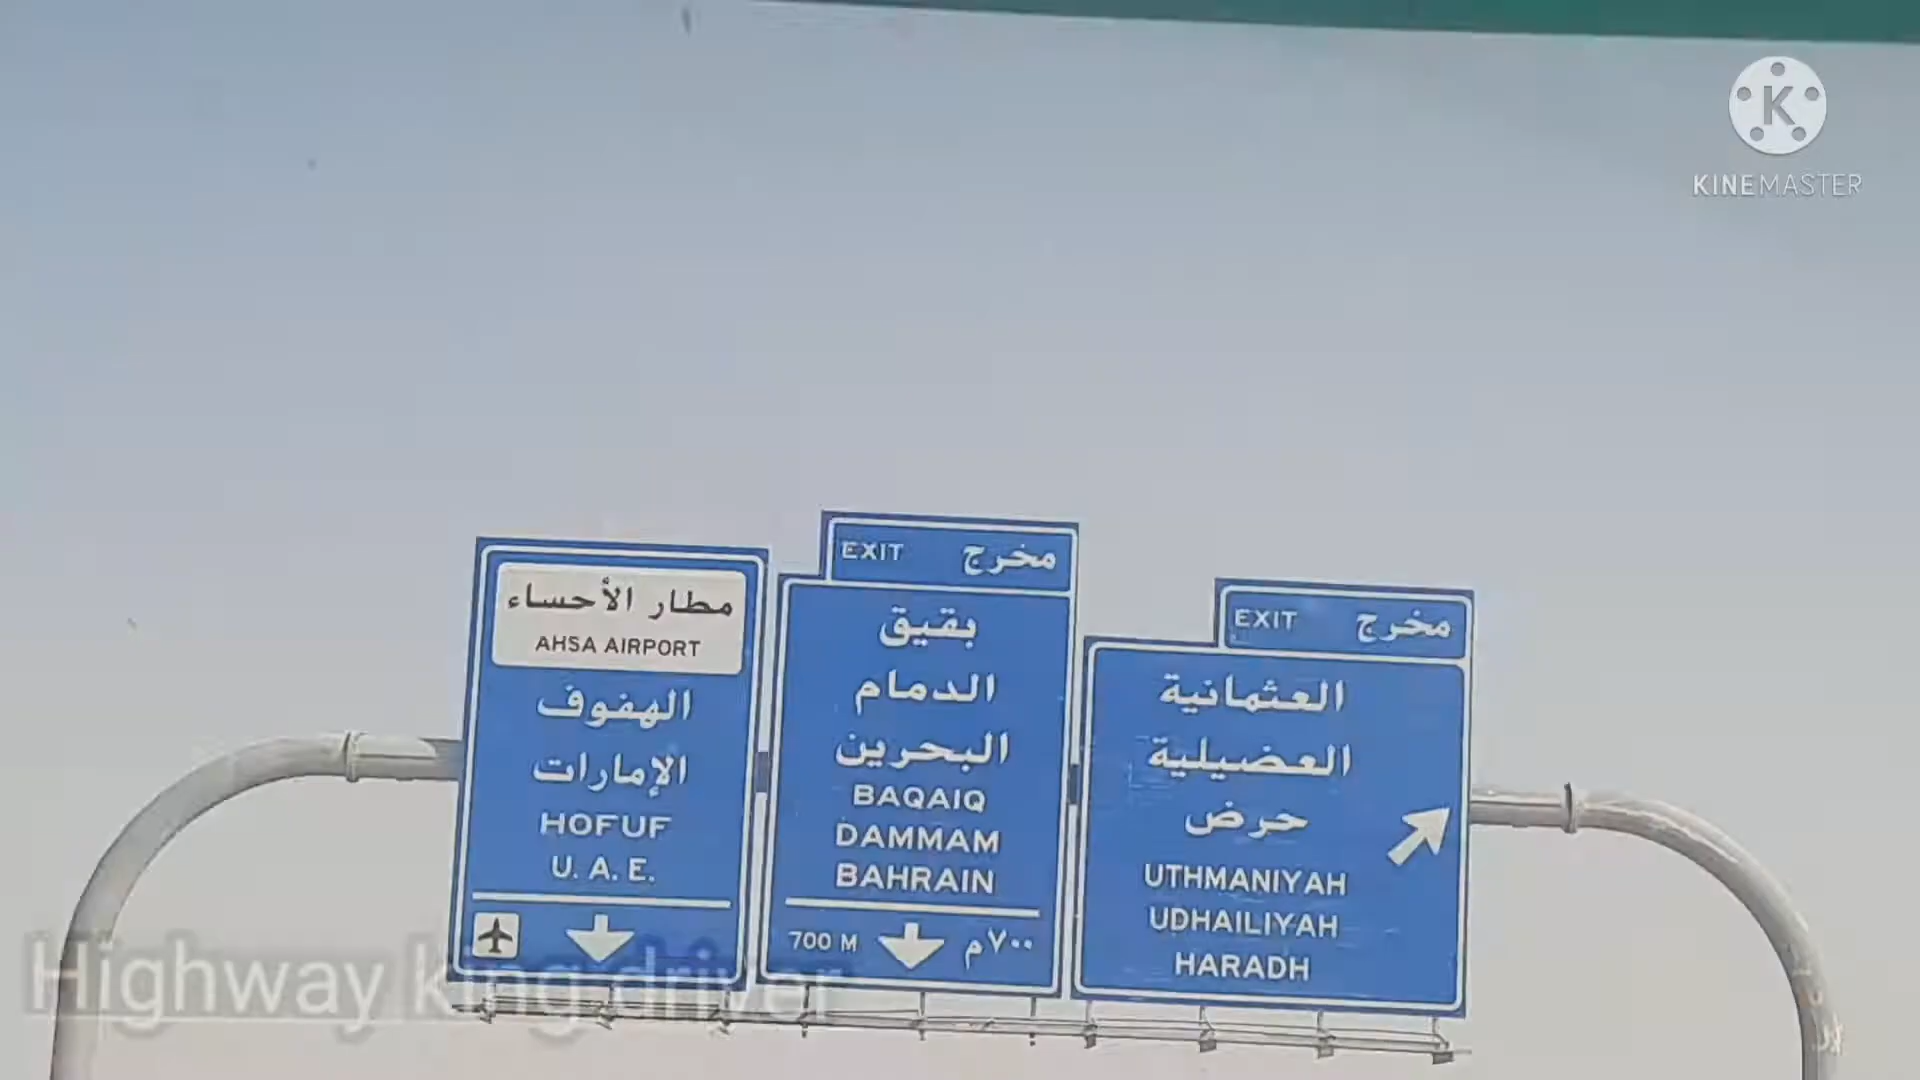 KINEMASTER
مطار الأحساء
AHSA AIRPORT
الهفوف
الإمارات
HOFUF
U. A. E.
EXIT مخرج
بقيق
الدمام
البحرين
BAQAIQ
DAMMAM
BAHRAIN
700 M ٧٠٠م
EXIT مخرج
العثمانية
العضيلية
حرض
UTHMANIYAH
UDHAILIYAH
HARADH
Highway king driver